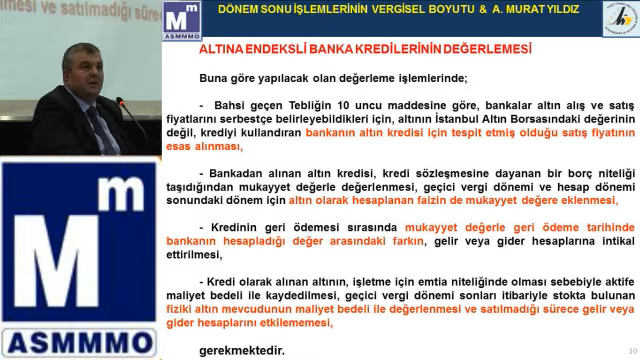 DÖNEM SONU İŞLEMLERİNİN VERGİSEL BOYUTU & A. MURAT YILDIZ
mesi ve satılmadığı sürece
Mm
ASMMMO
ALTINA ENDEKSLİ BANKA KREDİLERİNİN DEĞERLEMESİ
Buna göre yapılacak olan değerleme işlemlerinde;
- Bahsi geçen Tebliğin 10 uncu maddesine göre, bankalar altın alış ve satış
fiyatlarını serbestçe belirleyebildikleri için, altının İstanbul Altın Borsasındaki değerinin
değil, krediyi kullandıran bankanın altın kredisi için tespit etmiş olduğu satış fiyatının
esas alınması,
- Bankadan alınan altın kredisi, kredi sözleşmesine dayanan bir borç niteliği
taşıdığından mukayyet değerle değerlenmesi, geçici vergi dönemi ve hesap dönemi
sonundaki dönem için altın olarak hesaplanan faizin de mukayyet değere eklenmesi,
- Kredinin geri ödemesi sırasında mukayyet değerle geri ödeme tarihinde
bankanın hesapladığı değer arasındaki farkın, gelir veya gider hesaplarına intikal
ettirilmesi,
- Kredi olarak alınan altının, işletme için emtia niteliğinde olması sebebiyle aktife
maliyet bedeli ile kaydedilmesi, geçici vergi dönemi sonları itibariyle stokta bulunan
fiziki altın mevcudunun maliyet bedeli ile değerlenmesi ve satılmadığı sürece gelir veya
gider hesaplarını etkilememesi,
gerekmektedir.
10
Mm
ASMMMO